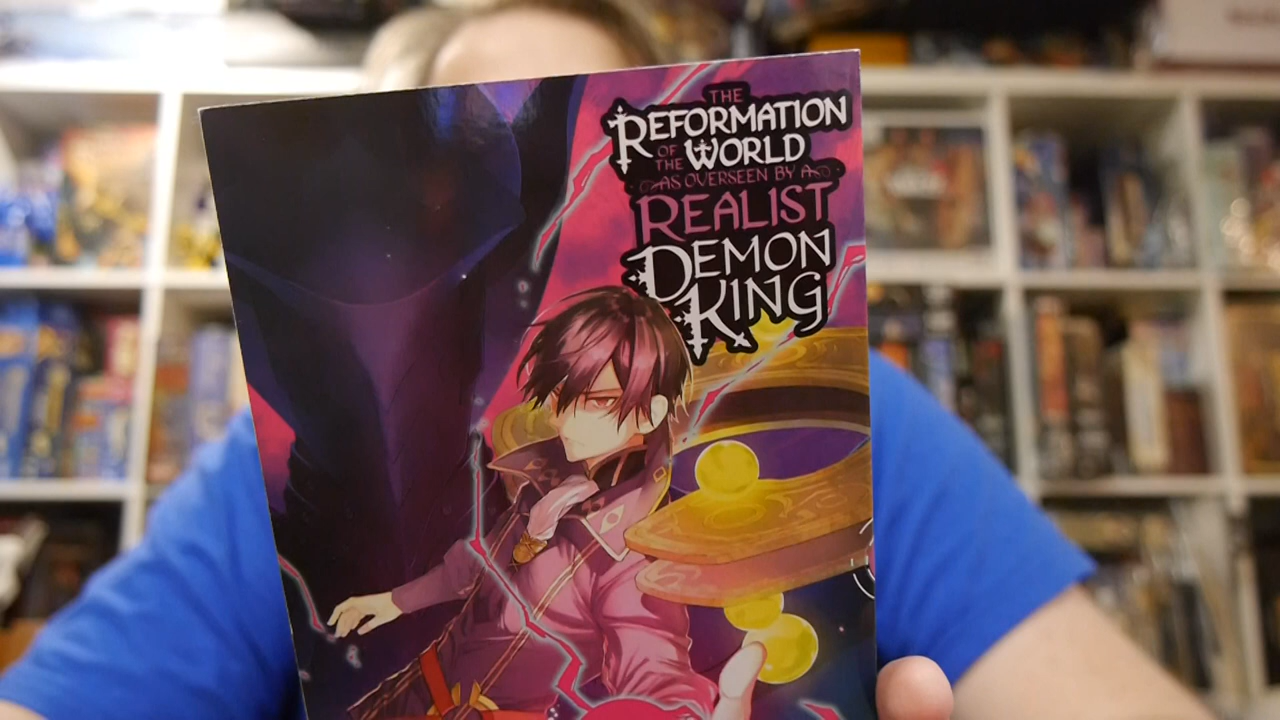 THE
REFORMATION
OF THE WORLD
AS OVERSEEN BY A
REALIST
DEMON
KING